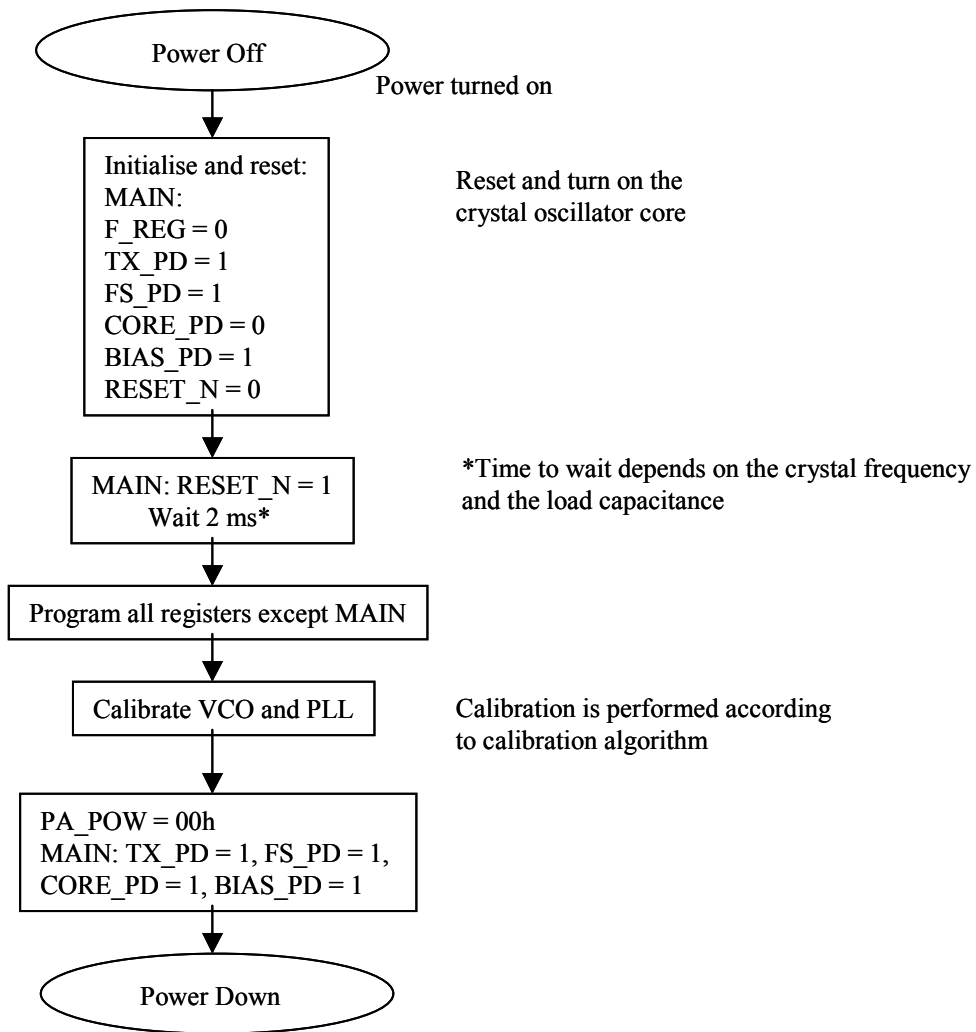 Power Off
Power turned on
Initialise and reset:
MAIN:
F_REG = 0
TX_PD = 1
FS_PD = 1
CORE_PD = 0
BIAS_PD = 1
RESET_N = 0
Reset and turn on the
crystal oscillator core
MAIN: RESET_N = 1
Wait 2 ms*
*Time to wait depends on the crystal frequency
and the load capacitance
Program all registers except MAIN
Calibrate VCO and PLL
Calibration is performed according
to calibration algorithm
PA_POW = 00h
MAIN: TX_PD = 1, FS_PD = 1,
CORE_PD = 1, BIAS_PD = 1
Power Down